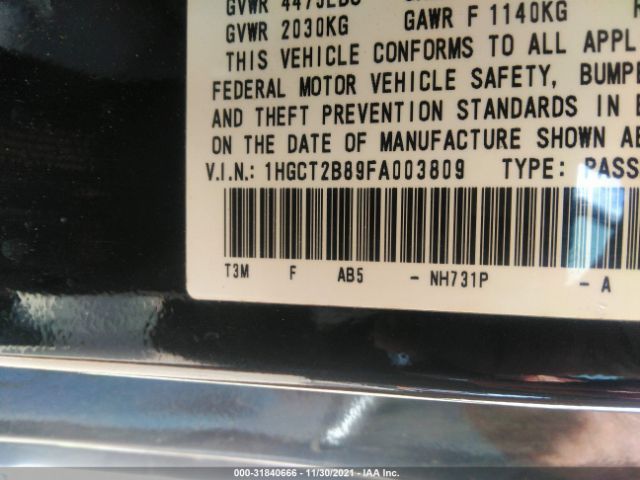 GVWR
GVWR 2030KG GAWR F 1140KG
THIS VEHICLE CONFORMS TO ALL APPL
FEDERAL MOTOR VEHICLE SAFETY, BUMPE
AND THEFT PREVENTION STANDARDS IN
ON THE DATE OF MANUFACTURE SHOWN AB
V.I.N.: 1HGCT2B89FA003809 TYPE: PASS
T3M F AB5 - NH731P - A
000-31840666 - 11/30/2021 - IAA Inc.